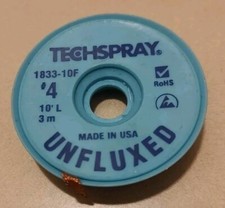 TECHSPRAY®
1833-10F
#4
RoHS
10' L
3 m
MADE IN USA
UNFLUXED